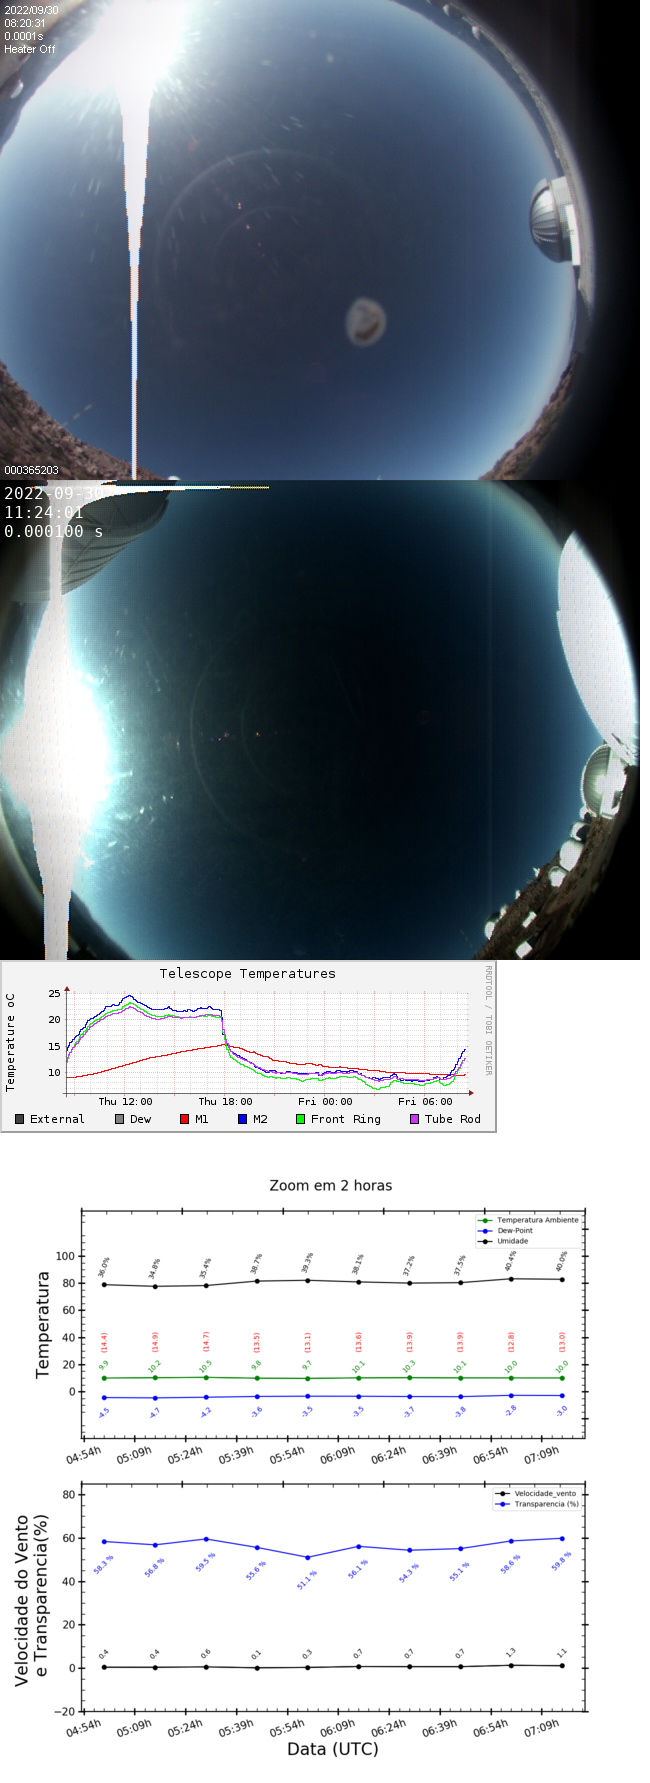 2022/09/30
08:20:31
0.0001s
Heater Off
000365203
2022-09-30
11:24:01
0.000100 s
Telescope Temperatures
RRDTOOL / TOBI OETIKER
Temperature oC
25
20
15
10
Thu 12:00 Thu 18:00 Fri 00:00 Fri 06:00
External Dew M1 M2 Front Ring Tube Rod
Zoom em 2 horas
Temperatura Ambiente
Dew-Point
Umidade
Temperatura
100
80
60
40
20
0
36.0% 34.8% 35.4% 38.7% 39.3% 38.1% 37.2% 37.5% 40.4% 40.0%
(14.4) (14.9) (14.7) (13.5) (13.1) (13.6) (13.9) (13.9) (12.8) (13.0)
9.9 10.2 10.5 9.8 9.7 10.1 10.3 10.1 10.0 10.0
-4.5 -4.7 -4.2 -3.6 -3.5 -3.5 -3.7 -3.8 -2.8 -3.0
04:54h 05:09h 05:24h 05:39h 05:54h 06:09h 06:24h 06:39h 06:54h 07:09h
Velocidade_vento
Transparencia (%)
Velocidade do Vento
e Transparencia(%)
80
60
40
20
0
−20
58.3 % 56.8 % 59.5 % 55.6 % 51.1 % 56.1 % 54.3 % 55.1 % 58.6 % 59.8 %
0.4 0.4 0.6 0.1 0.3 0.7 0.7 0.7 1.3 1.1
04:54h 05:09h 05:24h 05:39h 05:54h 06:09h 06:24h 06:39h 06:54h 07:09h
Data (UTC)